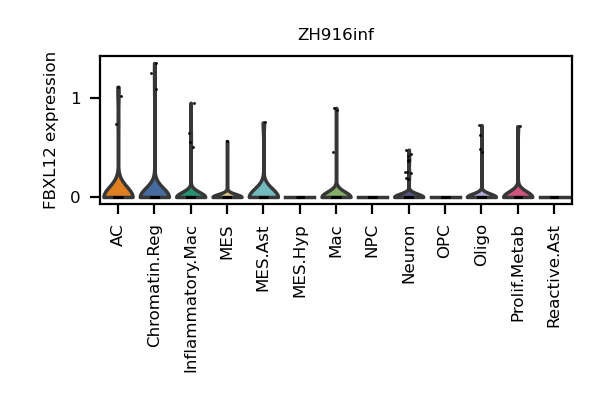 ZH916inf
FBXL12 expression
1
0
AC
Chromatin.Reg
Inflammatory.Mac
MES
MES.Ast
MES.Hyp
Mac
NPC
Neuron
OPC
Oligo
Prolif.Metab
Reactive.Ast